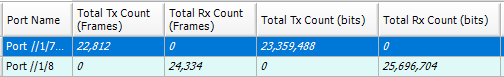 Port Name Total Tx Count (Frames) Total Rx Count (Frames) Total Tx Count (bits) Total Rx Count (bits)
Port //1/7... 22,812 0 23,359,488 0
Port //1/8 0 24,334 0 25,696,704